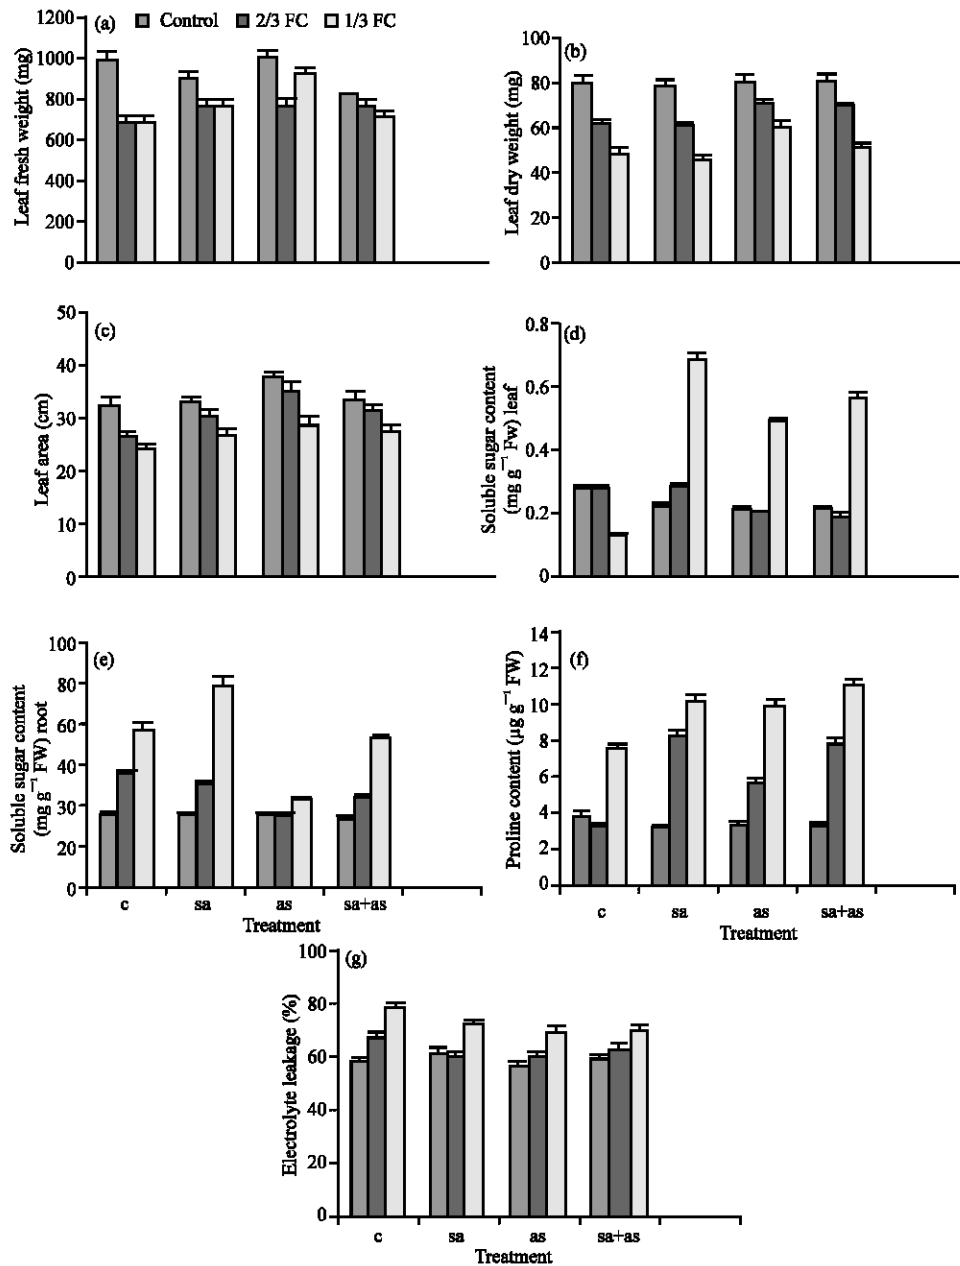 (a) Control 2/3 FC 1/3 FC
Leaf fresh weight (mg)
1200
1000
800
600
400
200
0
(b)
Leaf dry weight (mg)
100
80
60
40
20
0
(c)
Leaf area (cm)
50
40
30
20
10
0
(d)
Soluble sugar content
(mg g⁻¹ Fw) leaf
0.8
0.6
0.4
0.2
0
(e)
Soluble sugar content
(mg g⁻¹ FW) root
100
80
60
40
30
20
0
c sa as sa+as
Treatment
(f)
Proline content (µg g⁻¹ FW)
14
12
10
8
6
4
2
0
c sa as sa+as
Treatment
(g)
Electrolyte leakage (%)
100
80
60
40
20
0
c sa as sa+as
Treatment